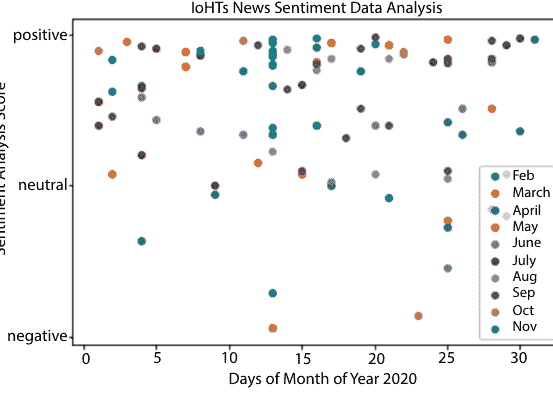 IoHTs News Sentiment Data Analysis
positive
neutral
negative
Sentiment Analysis Score
0 5 10 15 20 25 30
Days of Month of Year 2020
Feb
March
April
May
June
July
Aug
Sep
Oct
Nov